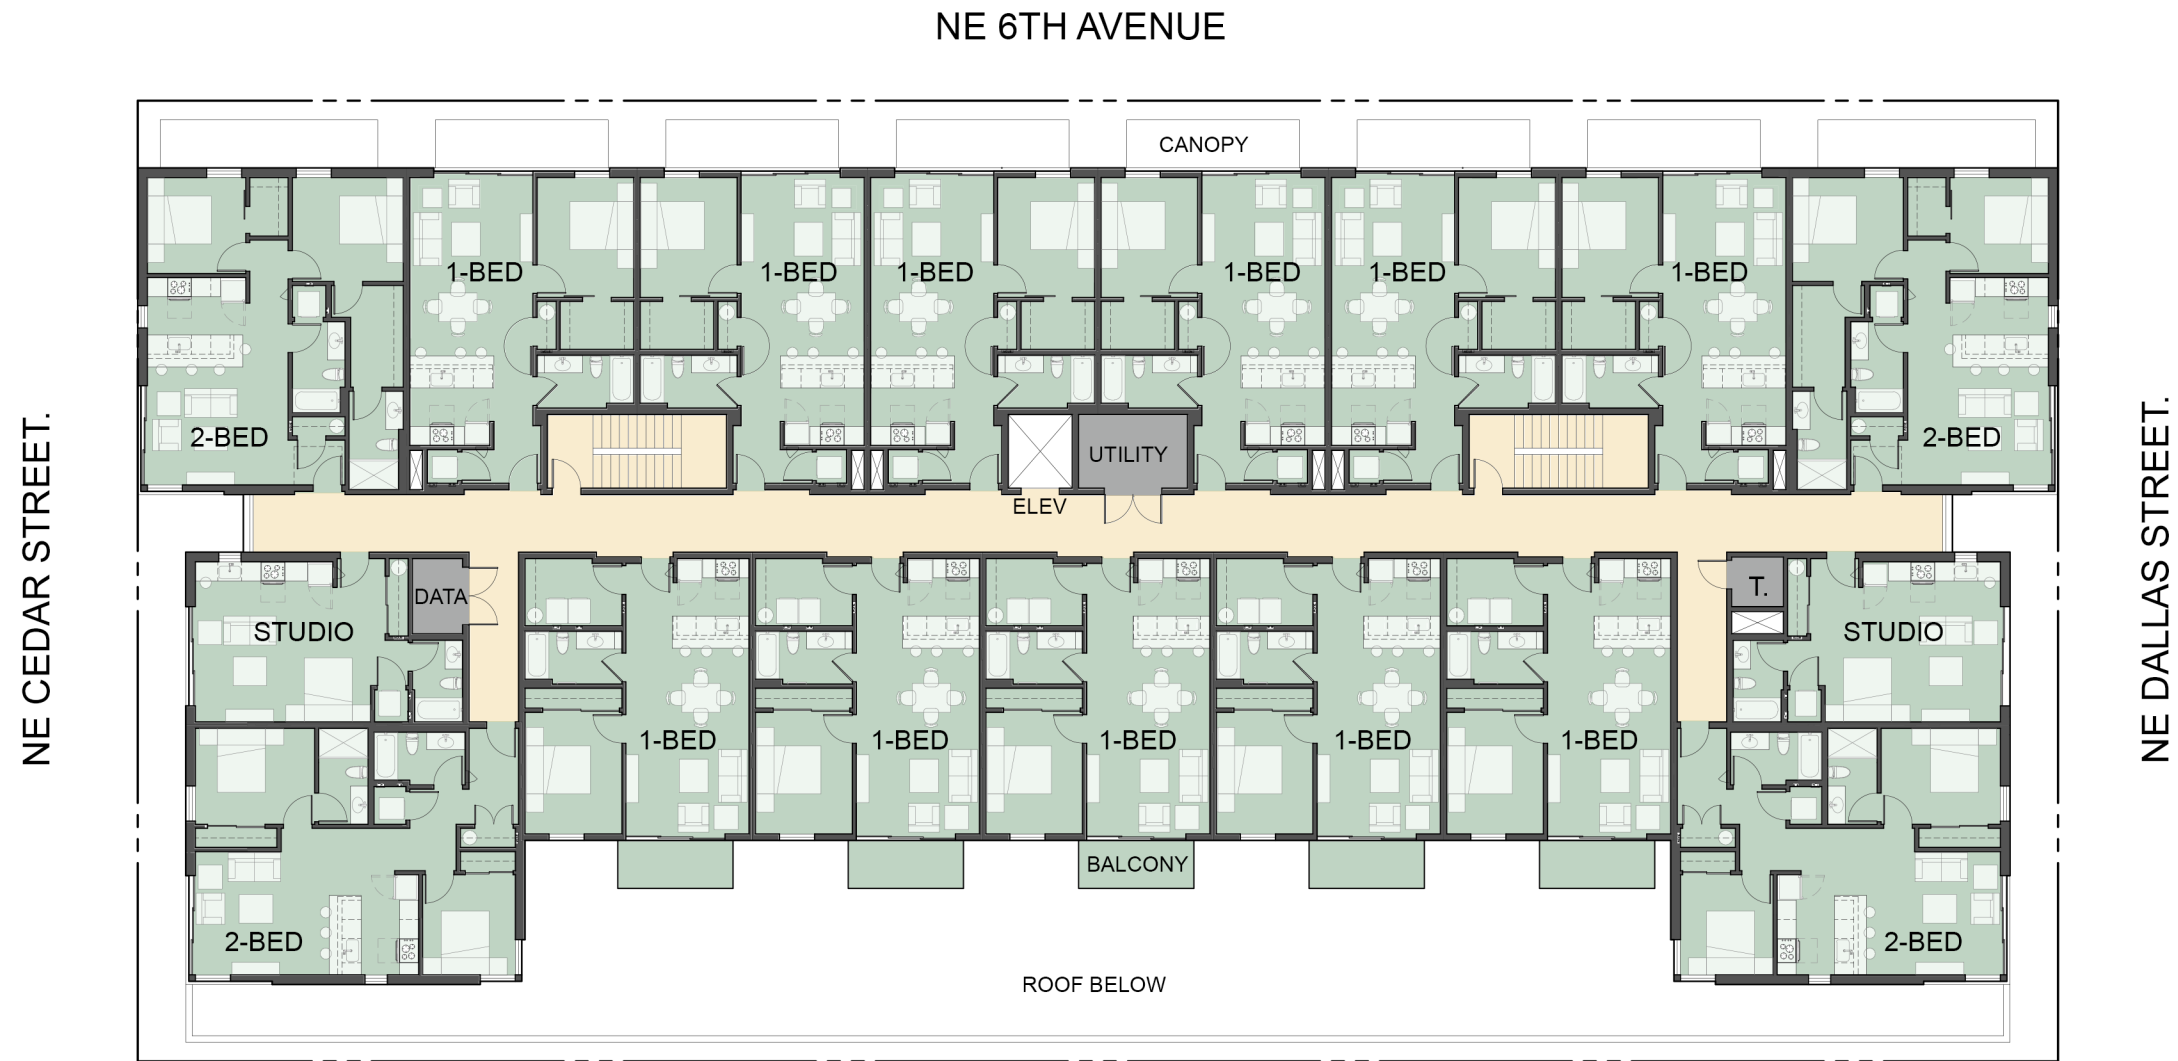 NE 6TH AVENUE
CANOPY
1-BED
1-BED
1-BED
1-BED
1-BED
1-BED
2-BED
2-BED
UTILITY
ELEV
NE CEDAR STREET.
NE DALLAS STREET.
DATA
T.
STUDIO
STUDIO
1-BED
1-BED
1-BED
1-BED
1-BED
BALCONY
2-BED
2-BED
ROOF BELOW